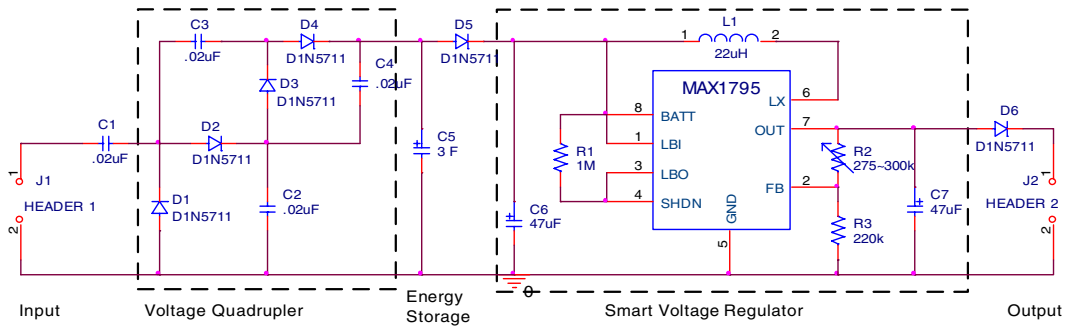 C3
.02uF
D4
D1N5711
D5
D1N5711
L1
1
2
22uH
D3
D1N5711
C4
.02uF
MAX1795
8
BATT
LX
6
C1
.02uF
D2
D1N5711
C5
3 F
R1
1M
1
LBI
OUT
7
D6
D1N5711
3
LBO
R2
275~300k
1
J1
HEADER 1
2
D1
D1N5711
C2
.02uF
4
SHDN
FB
2
C7
47uF
1
J2
HEADER 2
2
C6
47uF
GND
5
R3
220k
0
Input
Voltage Quadrupler
Energy
Storage
Smart Voltage Regulator
Output